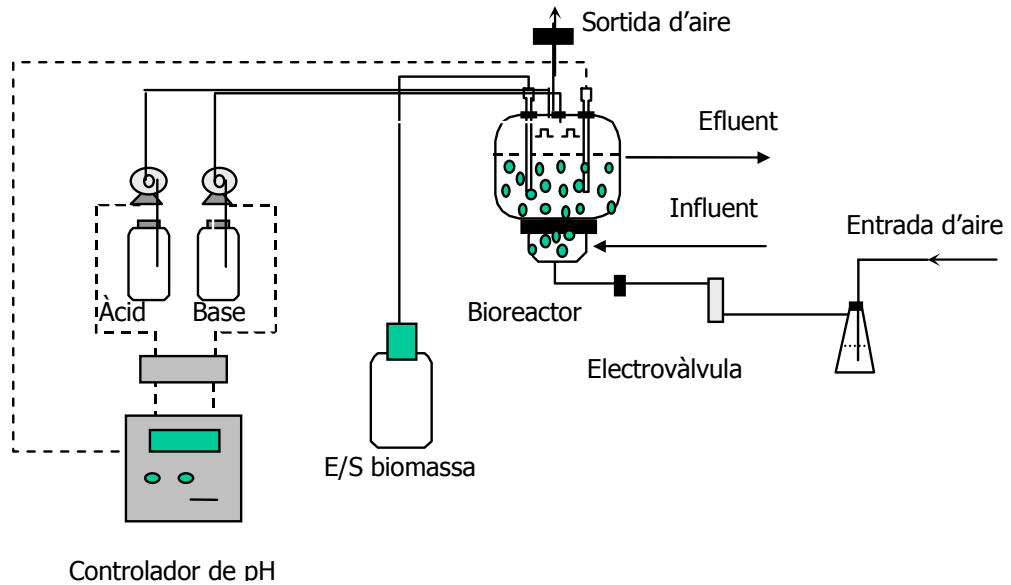 Sortida d'aire
Efluent
Influent
Entrada d'aire
Àcid
Base
Bioreactor
Electrovàlvula
E/S biomassa
Controlador de pH